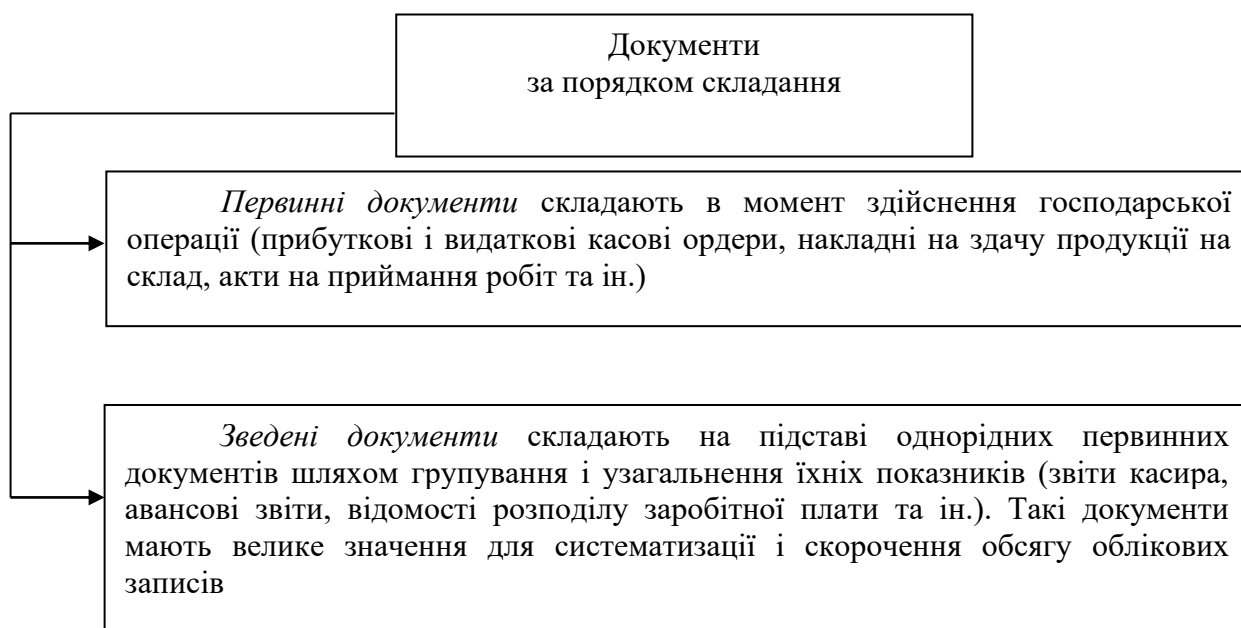 Документи
за порядком складання
Первинні документи складають в момент здійснення господарської
операції (прибуткові і видаткові касові ордери, накладні на здачу продукції на
склад, акти на приймання робіт та ін.)
Зведені документи складають на підставі однорідних первинних
документів шляхом групування і узагальнення їхніх показників (звіти касира,
авансові звіти, відомості розподілу заробітної плати та ін.). Такі документи
мають велике значення для систематизації і скорочення обсягу облікових
записів